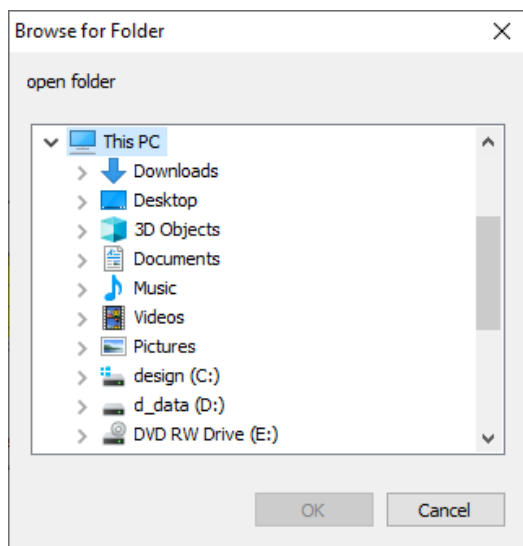 Browse for Folder
open folder
This PC
Downloads
Desktop
3D Objects
Documents
Music
Videos
Pictures
design (C:)
d_data (D:)
DVD RW Drive (E:)
OK
Cancel